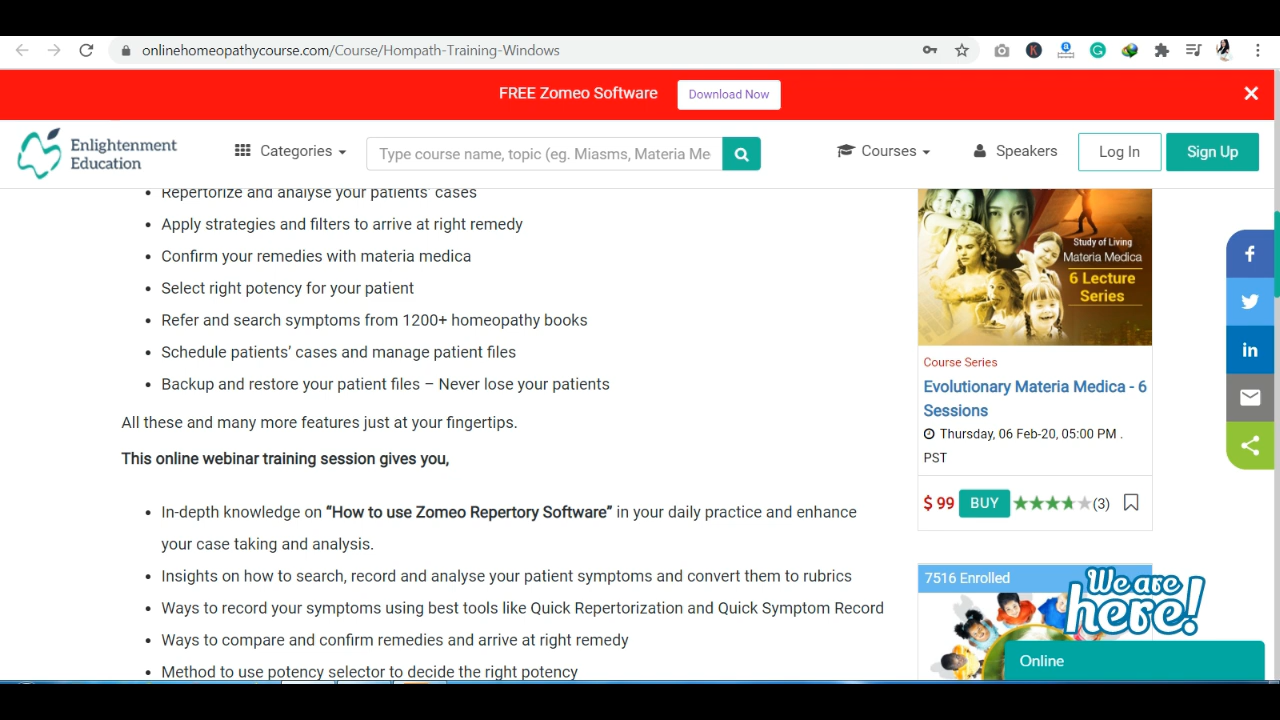 onlinehomeopathycourse.com/Course/Hompath-Training-Windows
FREE Zomeo Software
Download Now
Enlightenment
Education
Categories
Type course name, topic (eg. Miasms, Materia Me
Courses
Speakers
Log In
Sign Up
Repertorize and analyse your patients' cases
Apply strategies and filters to arrive at right remedy
Confirm your remedies with materia medica
Select right potency for your patient
Refer and search symptoms from 1200+ homeopathy books
Schedule patients' cases and manage patient files
Backup and restore your patient files – Never lose your patients
All these and many more features just at your fingertips.
This online webinar training session gives you,
In-depth knowledge on “How to use Zomeo Repertory Software” in your daily practice and enhance
your case taking and analysis.
Insights on how to search, record and analyse your patient symptoms and convert them to rubrics
Ways to record your symptoms using best tools like Quick Repertorization and Quick Symptom Record
Ways to compare and confirm remedies and arrive at right remedy
Method to use potency selector to decide the right potency
Study of Living
Materia Medica
6 Lecture
Series
Course Series
Evolutionary Materia Medica - 6
Sessions
Thursday, 06 Feb-20, 05:00 PM .
PST
$ 99 BUY (3)
7516 Enrolled
We are
here!
Online